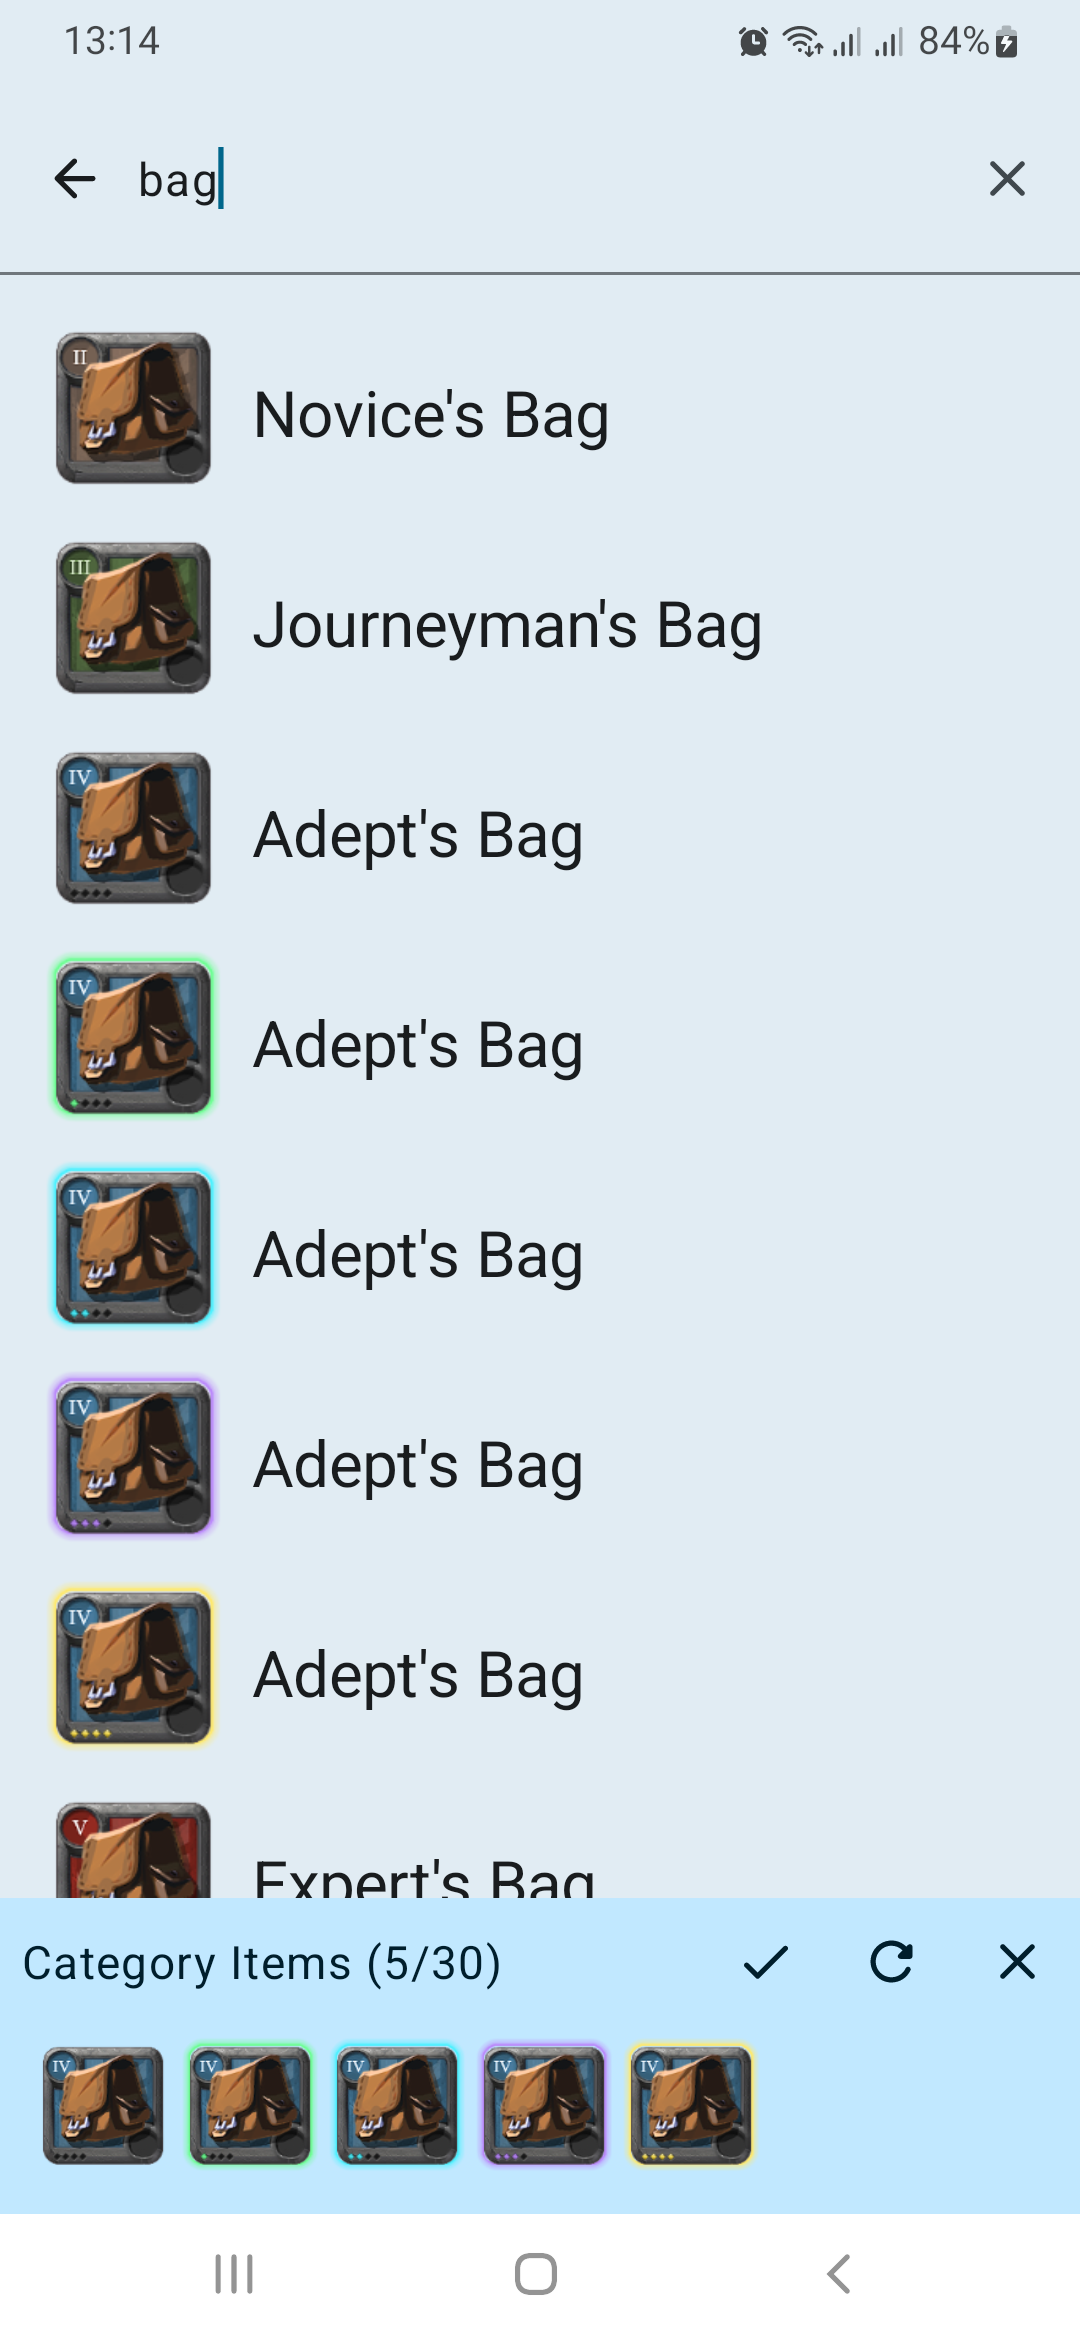 13:14 84%
bag
II
Novice's Bag
III
Journeyman's Bag
IV
Adept's Bag
IV
Adept's Bag
IV
Adept's Bag
IV
Adept's Bag
IV
Adept's Bag
V
Expert's Bag
Category Items (5/30)
IV IV IV IV IV